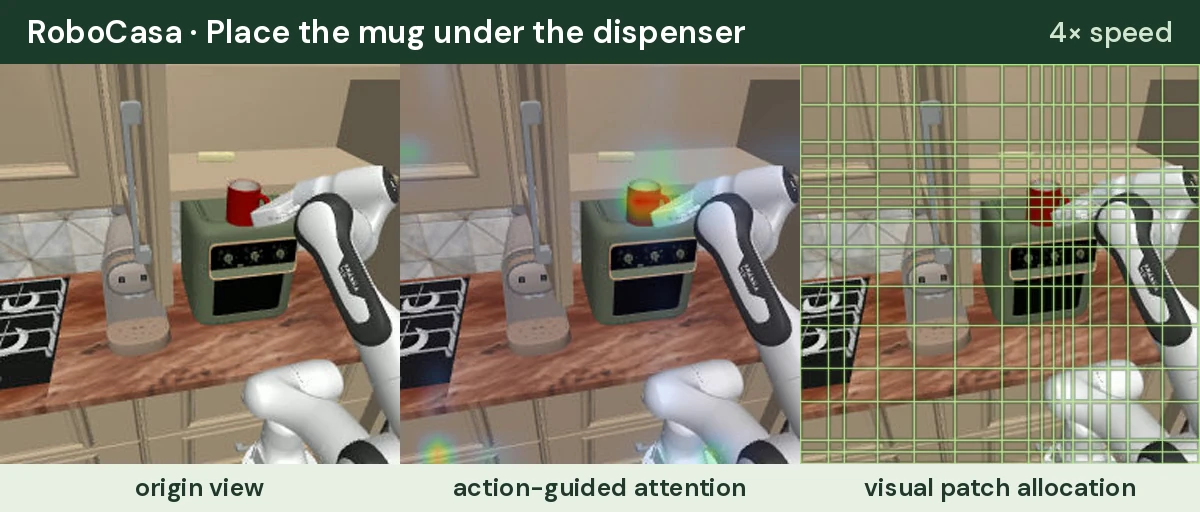 RoboCasa · Place the mug under the dispenser
4× speed
origin view
action-guided attention
visual patch allocation